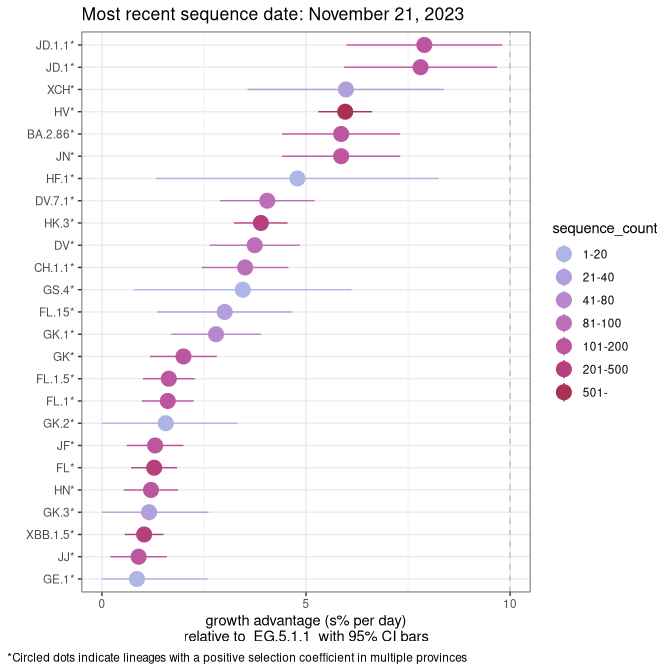 Most recent sequence date: November 21, 2023
JD.1.1*
JD.1*
XCH*
HV*
BA.2.86*
JN*
HF.1*
DV.7.1*
HK.3*
DV*
CH.1.1*
GS.4*
FL.15*
GK.1*
GK*
FL.1.5*
FL.1*
GK.2*
JF*
FL*
HN*
GK.3*
XBB.1.5*
JJ*
GE.1*
0 5 10
growth advantage (s% per day)
relative to EG.5.1.1 with 95% CI bars
sequence_count
1-20
21-40
41-80
81-100
101-200
201-500
501-
*Circled dots indicate lineages with a positive selection coefficient in multiple provinces